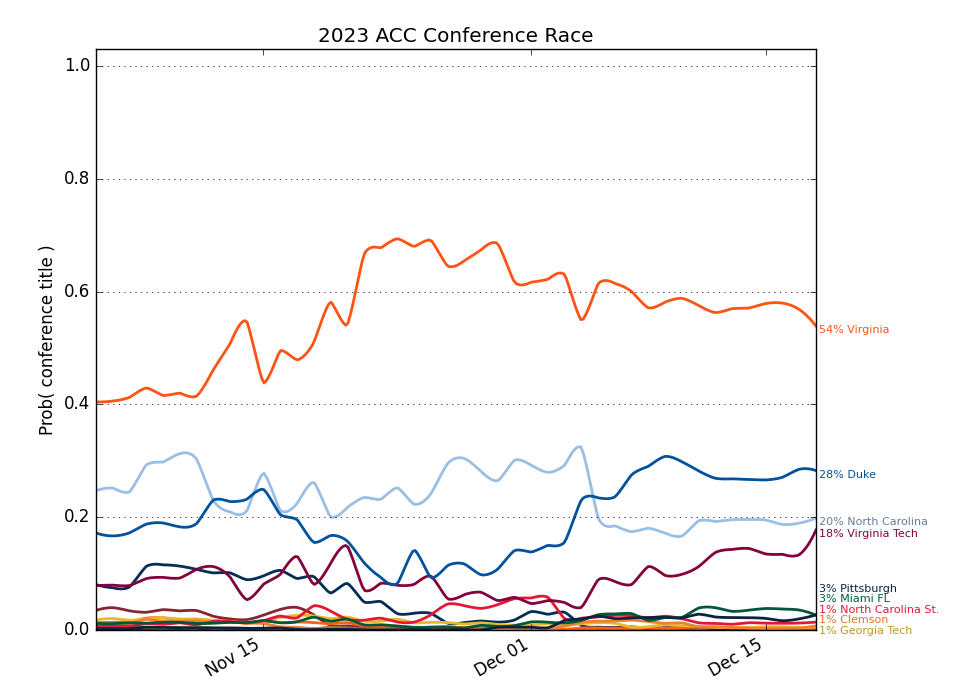 2023 ACC Conference Race
1.0
0.8
0.6
0.4
0.2
0.0
Prob( conference title )
54% Virginia
28% Duke
20% North Carolina
18% Virginia Tech
3% Pittsburgh
3% Miami FL
1% North Carolina St.
1% Clemson
1% Georgia Tech
Nov 15
Dec 01
Dec 15